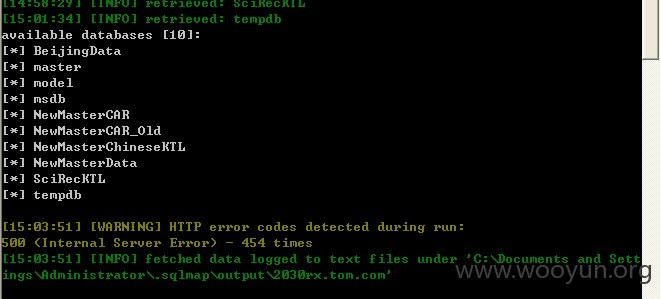 [14:58:29] [INFO] retrieved: SciRecKTL
[15:01:34] [INFO] retrieved: tempdb
available databases [10]:
[*] BeijingData
[*] master
[*] model
[*] msdb
[*] NewMasterCAR
[*] NewMasterCAR_Old
[*] NewMasterChineseKTL
[*] NewMasterData
[*] SciRecKTL
[*] tempdb
[15:03:51] [WARNING] HTTP error codes detected during run:
500 (Internal Server Error) - 454 times
[15:03:51] [INFO] fetched data logged to text files under 'C:\Documents and Sett
ings\Administrator\.sqlmap\output\2030rx.tom.com'
www.wooyun.org